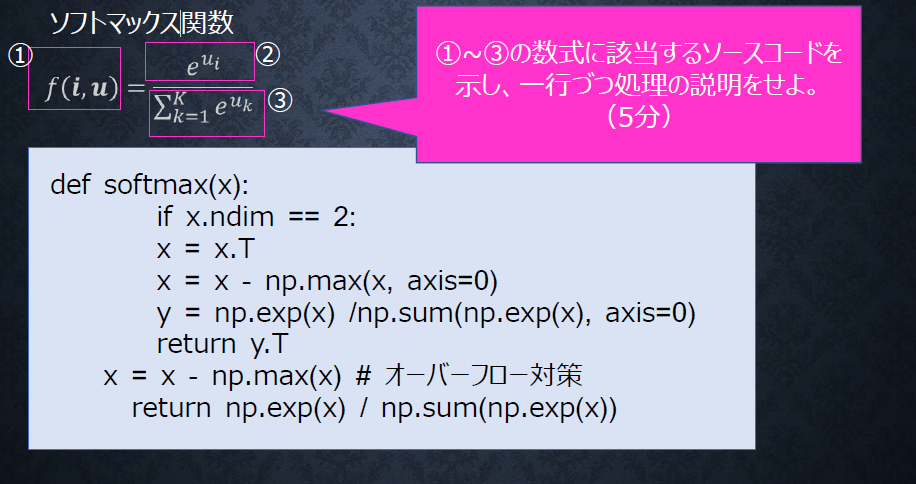 ソフトマックス関数
①
f(i, u) = e^{u_i} / Σ_{k=1}^{K} e^{u_k}
②
③
①~③の数式に該当するソースコードを
示し、一行づつ処理の説明をせよ。
（5分）
def softmax(x):
if x.ndim == 2:
x = x.T
x = x - np.max(x, axis=0)
y = np.exp(x) /np.sum(np.exp(x), axis=0)
return y.T
x = x - np.max(x) # オーバーフロー対策
return np.exp(x) / np.sum(np.exp(x))